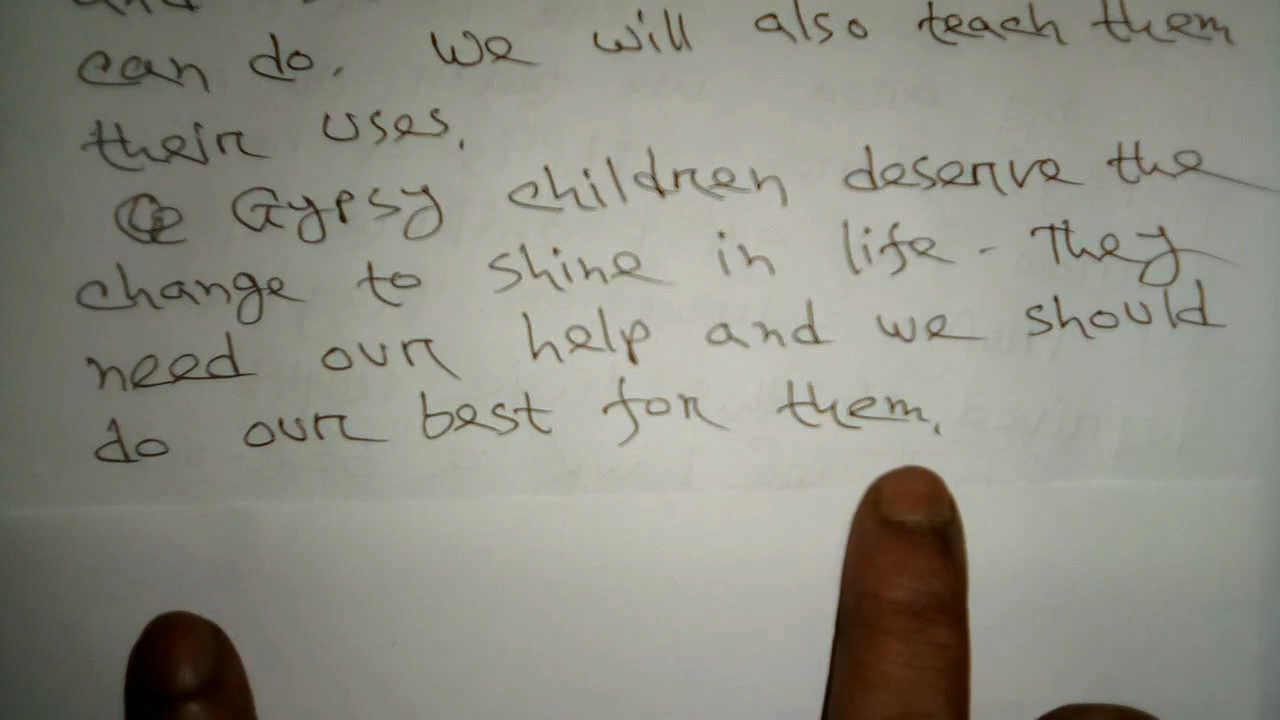 and
can do. We will also teach them
their uses.
Gypsy children deserve the
change to shine in life - They
need our help and we should
do our best for them.